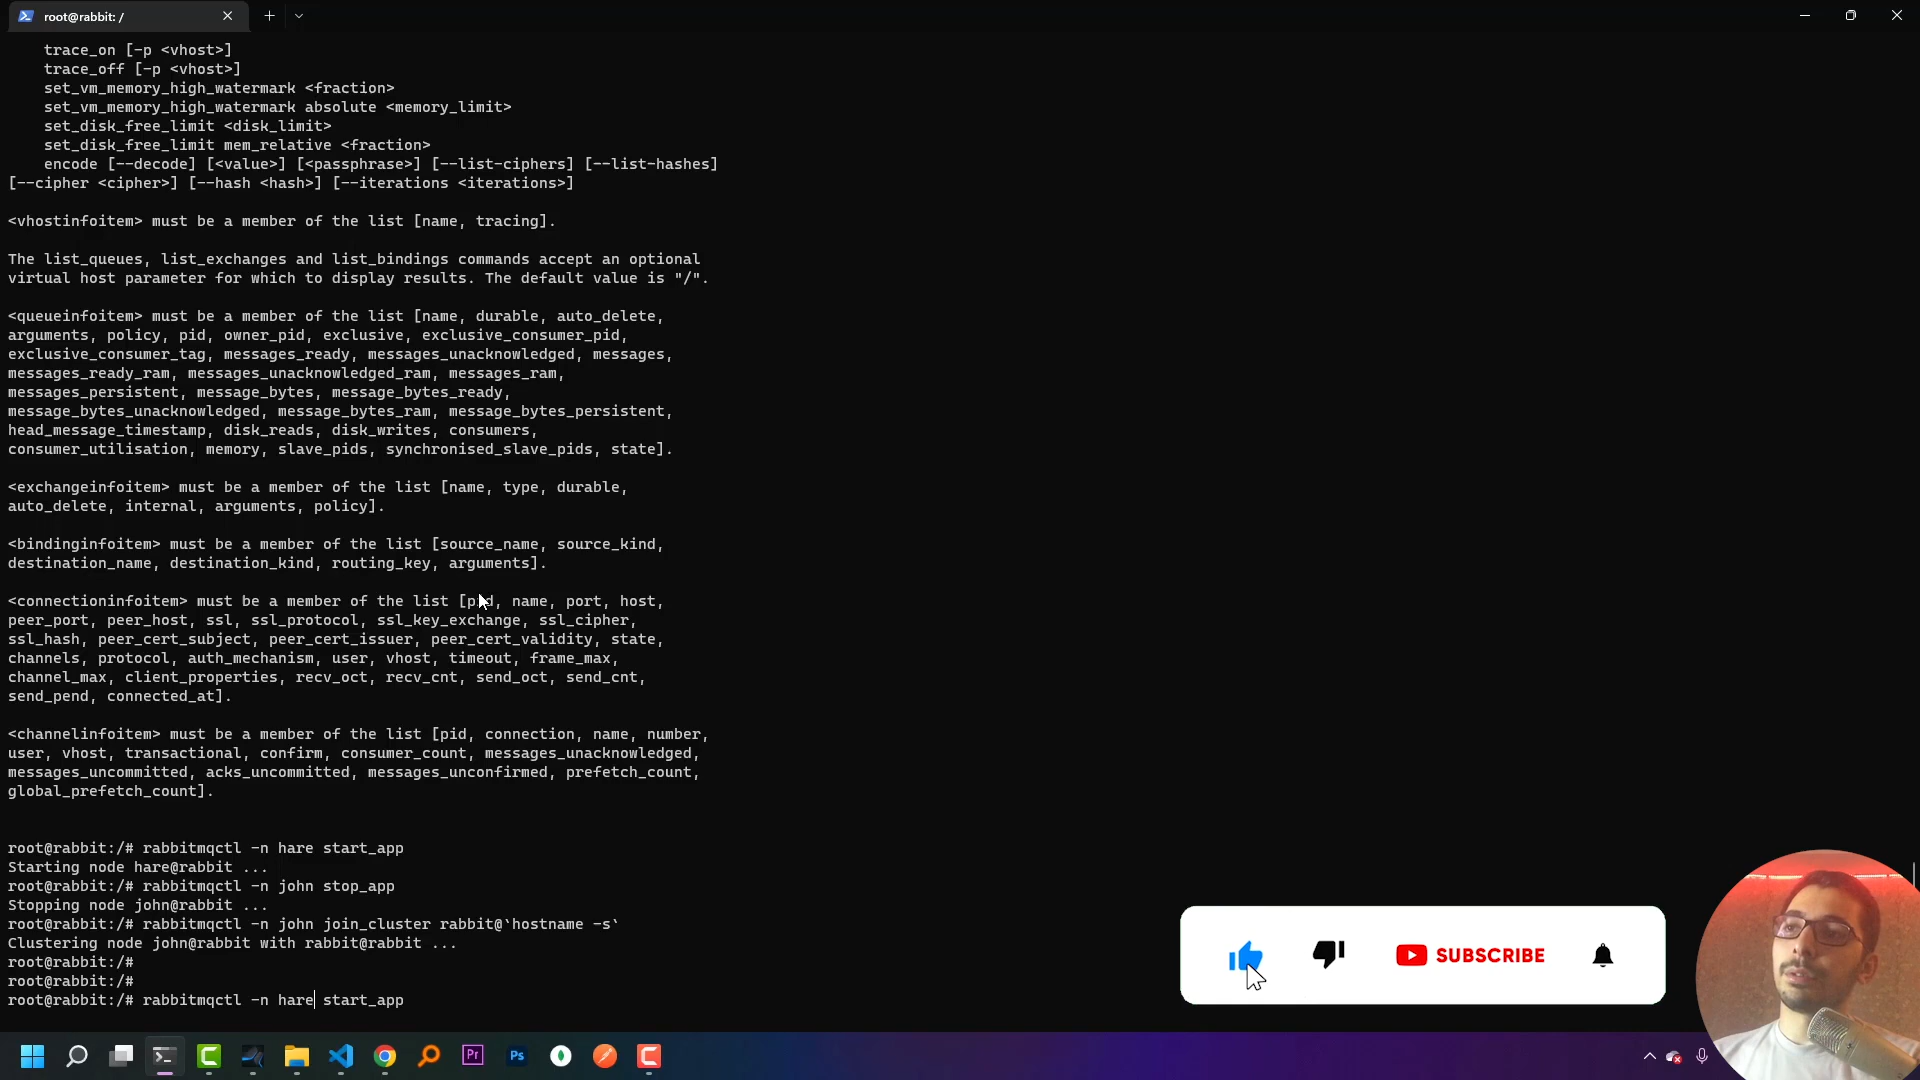 root@rabbit: /
trace_on [-p <vhost>]
trace_off [-p <vhost>]
set_vm_memory_high_watermark <fraction>
set_vm_memory_high_watermark absolute <memory_limit>
set_disk_free_limit <disk_limit>
set_disk_free_limit mem_relative <fraction>
encode [--decode] [<value>] [<passphrase>] [--list-ciphers] [--list-hashes]
[--cipher <cipher>] [--hash <hash>] [--iterations <iterations>]
<vhostinfoitem> must be a member of the list [name, tracing].
The list_queues, list_exchanges and list_bindings commands accept an optional
virtual host parameter for which to display results. The default value is "/".
<queueinfoitem> must be a member of the list [name, durable, auto_delete,
arguments, policy, pid, owner_pid, exclusive, exclusive_consumer_pid,
exclusive_consumer_tag, messages_ready, messages_unacknowledged, messages,
messages_ready_ram, messages_unacknowledged_ram, messages_ram,
messages_persistent, message_bytes, message_bytes_ready,
message_bytes_unacknowledged, message_bytes_ram, message_bytes_persistent,
head_message_timestamp, disk_reads, disk_writes, consumers,
consumer_utilisation, memory, slave_pids, synchronised_slave_pids, state].
<exchangeinfoitem> must be a member of the list [name, type, durable,
auto_delete, internal, arguments, policy].
<bindinginfoitem> must be a member of the list [source_name, source_kind,
destination_name, destination_kind, routing_key, arguments].
<connectioninfoitem> must be a member of the list [pid, name, port, host,
peer_port, peer_host, ssl, ssl_protocol, ssl_key_exchange, ssl_cipher,
ssl_hash, peer_cert_subject, peer_cert_issuer, peer_cert_validity, state,
channels, protocol, auth_mechanism, user, vhost, timeout, frame_max,
channel_max, client_properties, recv_oct, recv_cnt, send_oct, send_cnt,
send_pend, connected_at].
<channelinfoitem> must be a member of the list [pid, connection, name, number,
user, vhost, transactional, confirm, consumer_count, messages_unacknowledged,
messages_uncommitted, acks_uncommitted, messages_unconfirmed, prefetch_count,
global_prefetch_count].
root@rabbit:/# rabbitmqctl -n hare start_app
Starting node hare@rabbit ...
root@rabbit:/# rabbitmqctl -n john stop_app
Stopping node john@rabbit ...
root@rabbit:/# rabbitmqctl -n john join_cluster rabbit@`hostname -s`
Clustering node john@rabbit with rabbit@rabbit ...
root@rabbit:/#
root@rabbit:/#
root@rabbit:/# rabbitmqctl -n hare start_app
SUBSCRIBE
Pr
Ps